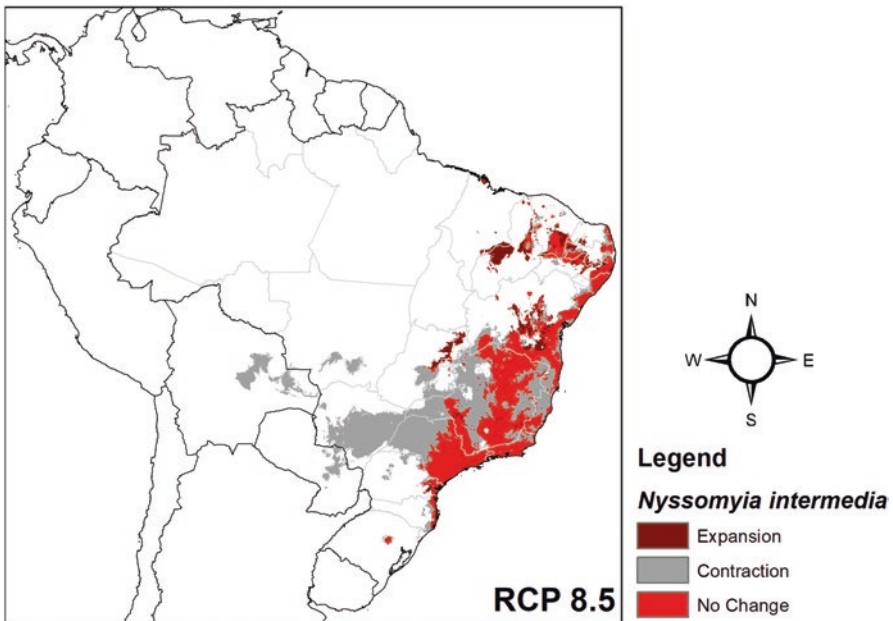 N
W E
S
Legend
Nyssomyia intermedia
Expansion
Contraction
No Change
RCP 8.5